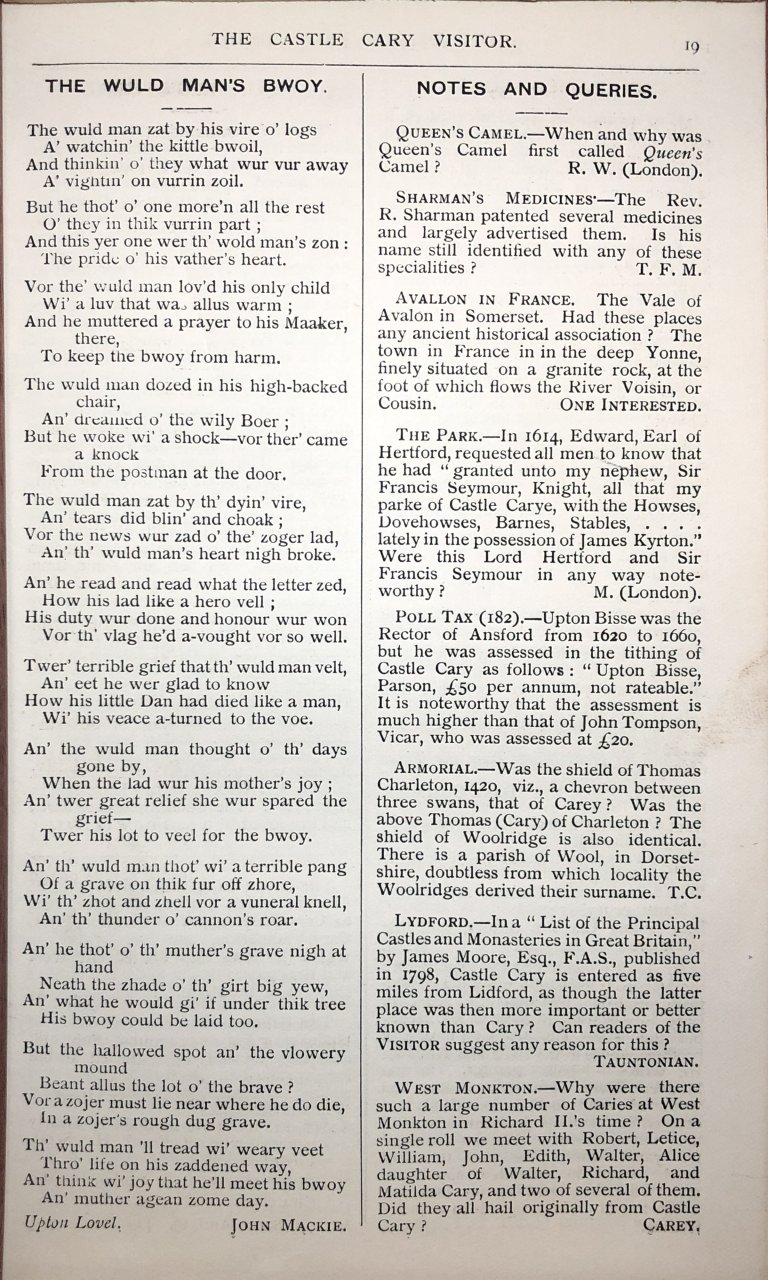 THE CASTLE CARY VISITOR.
19
THE WULD MAN'S BWOY.
The wuld man zat by his vire o' logs
A' watchin' the kittle bwoil,
And thinkin' o' they what wur vur away
A' vightin' on vurrin zoil.
But he thot' o' one more'n all the rest
O' they in thik vurrin part ;
And this yer one wer th' wold man's zon :
The pride o' his vather's heart.
Vor the' wuld man lov'd his only child
Wi' a luv that was allus warm ;
And he muttered a prayer to his Maaker,
there,
To keep the bwoy from harm.
The wuld man dozed in his high-backed
chair,
An' dreamed o' the wily Boer ;
But he woke wi' a shock—vor ther' came
a knock
From the postman at the door.
The wuld man zat by th' dyin' vire,
An' tears did blin' and choak ;
Vor the news wur zad o' the' zoger lad,
An' th' wuld man's heart nigh broke.
An' he read and read what the letter zed,
How his lad like a hero vell ;
His duty wur done and honour wur won
Vor th' vlag he'd a-vought vor so well.
Twer' terrible grief that th' wuld man velt,
An' eet he wer glad to know
How his little Dan had died like a man,
Wi' his veace a-turned to the voe.
An' the wuld man thought o' th' days
gone by,
When the lad wur his mother's joy ;
An' twer great relief she wur spared the
grief—
Twer his lot to veel for the bwoy.
An' th' wuld man thot' wi' a terrible pang
Of a grave on thik fur off zhore,
Wi' th' zhot and zhell vor a vuneral knell,
An' th' thunder o' cannon's roar.
An' he thot' o' th' muther's grave nigh at
hand
Neath the zhade o' th' girt big yew,
An' what he would gi' if under thik tree
His bwoy could be laid too.
But the hallowed spot an' the vlowery
mound
Beant allus the lot o' the brave ?
Vor a zojer must lie near where he do die,
In a zojer's rough dug grave.
Th' wuld man 'll tread wi' weary veet
Thro' life on his zaddened way,
An' think wi' joy that he'll meet his bwoy
An' muther agean zome day.
Upton Lovel. JOHN MACKIE.
NOTES AND QUERIES.
QUEEN'S CAMEL.—When and why was
Queen's Camel first called Queen's
Camel ? R. W. (London).
SHARMAN'S MEDICINES'—The Rev.
R. Sharman patented several medicines
and largely advertised them. Is his
name still identified with any of these
specialities ? T. F. M.
AVALLON IN FRANCE. The Vale of
Avalon in Somerset. Had these places
any ancient historical association ? The
town in France in in the deep Yonne,
finely situated on a granite rock, at the
foot of which flows the River Voisin, or
Cousin. ONE INTERESTED.
THE PARK.—In 1614, Edward, Earl of
Hertford, requested all men to know that
he had " granted unto my nephew, Sir
Francis Seymour, Knight, all that my
parke of Castle Carye, with the Howses,
Dovehowses, Barnes, Stables, . . . .
lately in the possession of James Kyrton."
Were this Lord Hertford and Sir
Francis Seymour in any way note-
worthy ? M. (London).
POLL TAX (182).—Upton Bisse was the
Rector of Ansford from 1620 to 1660,
but he was assessed in the tithing of
Castle Cary as follows : " Upton Bisse,
Parson, £50 per annum, not rateable."
It is noteworthy that the assessment is
much higher than that of John Tompson,
Vicar, who was assessed at £20.
ARMORIAL.—Was the shield of Thomas
Charleton, 1420, viz., a chevron between
three swans, that of Carey ? Was the
above Thomas (Cary) of Charleton ? The
shield of Woolridge is also identical.
There is a parish of Wool, in Dorset-
shire, doubtless from which locality the
Woolridges derived their surname. T.C.
LYDFORD.—In a " List of the Principal
Castles and Monasteries in Great Britain,"
by James Moore, Esq., F.A.S., published
in 1798, Castle Cary is entered as five
miles from Lidford, as though the latter
place was then more important or better
known than Cary ? Can readers of the
VISITOR suggest any reason for this ?
TAUNTONIAN.
WEST MONKTON.—Why were there
such a large number of Caries at West
Monkton in Richard II.'s time ? On a
single roll we meet with Robert, Letice,
William, John, Edith, Walter, Alice
daughter of Walter, Richard, and
Matilda Cary, and two of several of them.
Did they all hail originally from Castle
Cary ? CAREY.